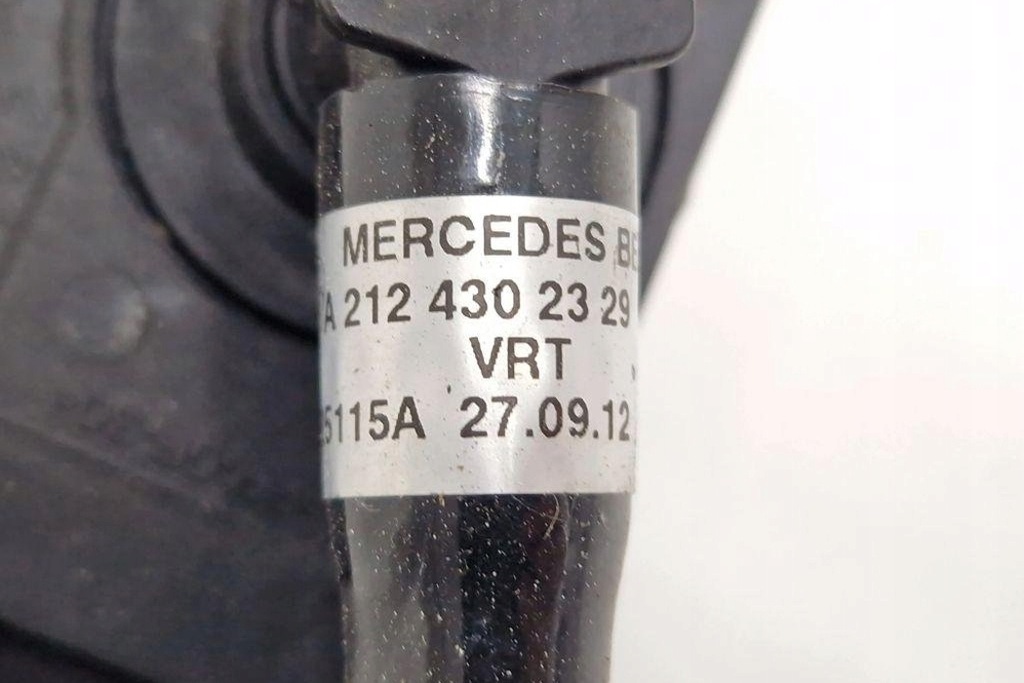 MERCEDES BE
A 212 430 23 29
VRT
5115A 27.09.12